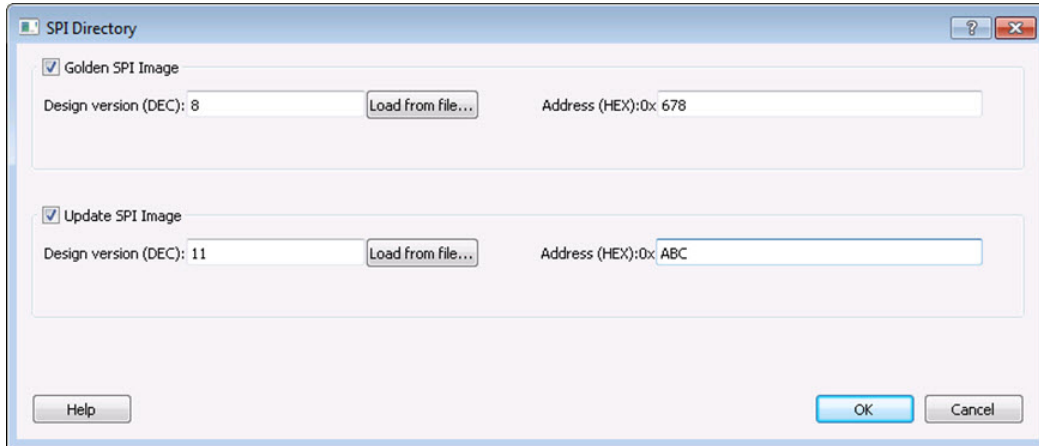 SPI Directory
Golden SPI Image
Design version (DEC): 8 Load from file... Address (HEX):0x 678
Update SPI Image
Design version (DEC): 11 Load from file... Address (HEX):0x ABC
Help OK Cancel